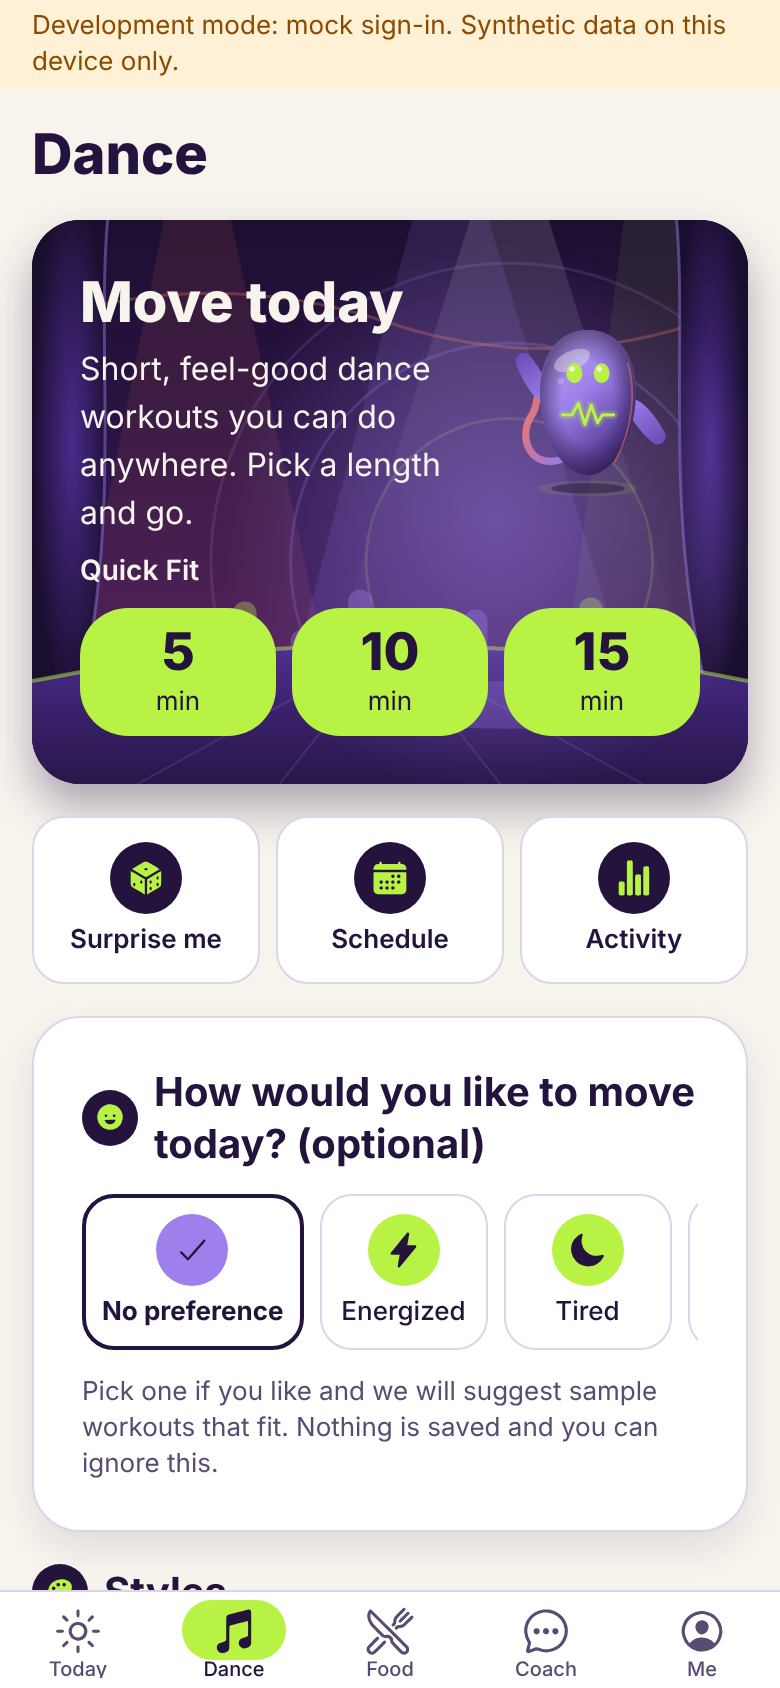 Development mode: mock sign-in. Synthetic data on this
device only.
Dance
Move today
Short, feel-good dance
workouts you can do
anywhere. Pick a length
and go.
Quick Fit
5
min
10
min
15
min
Surprise me
Schedule
Activity
How would you like to move
today? (optional)
No preference
Energized
Tired
Pick one if you like and we will suggest sample
workouts that fit. Nothing is saved and you can
ignore this.
Styles
Today
Dance
Food
Coach
Me